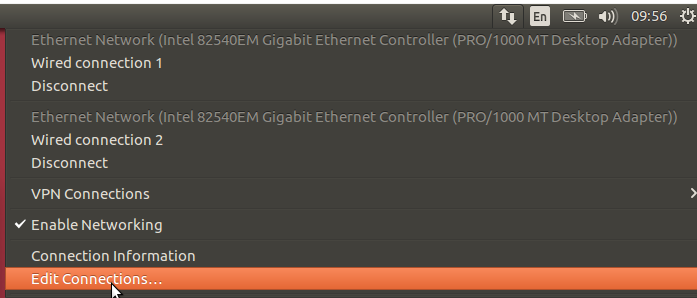 En 09:56
Ethernet Network (Intel 82540EM Gigabit Ethernet Controller (PRO/1000 MT Desktop Adapter))
Wired connection 1
Disconnect
Ethernet Network (Intel 82540EM Gigabit Ethernet Controller (PRO/1000 MT Desktop Adapter))
Wired connection 2
Disconnect
VPN Connections
Enable Networking
Connection Information
Edit Connections…